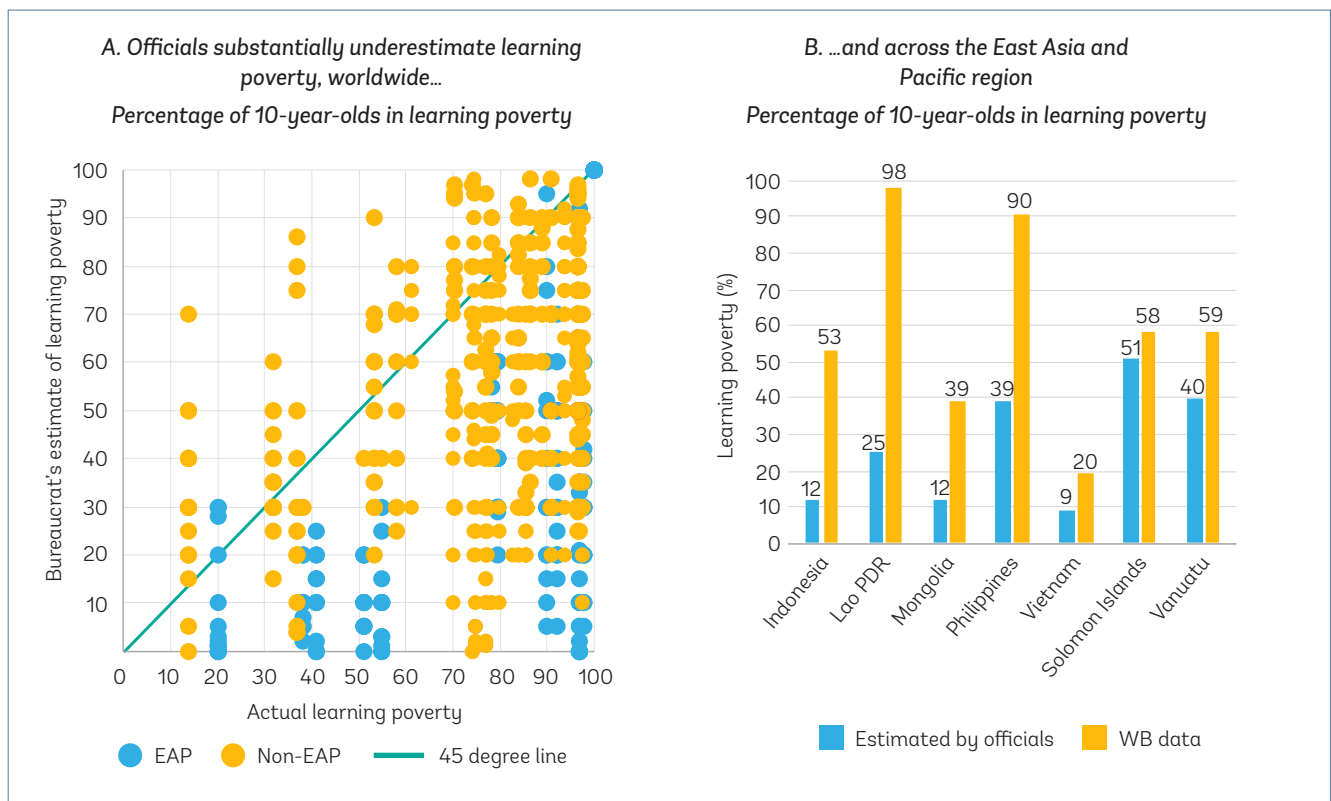 A. Officials substantially underestimate learning
poverty, worldwide…
Percentage of 10-year-olds in learning poverty
Bureaucrat's estimate of learning poverty
100
90
80
70
60
50
40
30
20
10
0 10 20 30 40 50 60 70 80 90 100
Actual learning poverty
EAP Non-EAP 45 degree line
B. …and across the East Asia and
Pacific region
Percentage of 10-year-olds in learning poverty
Learning poverty (%)
100
90
80
70
60
50
40
30
20
10
0
12 53
25 98
12 39
39 90
9 20
51 58
40 59
Indonesia
Lao PDR
Mongolia
Philippines
Vietnam
Solomon Islands
Vanuatu
Estimated by officials WB data